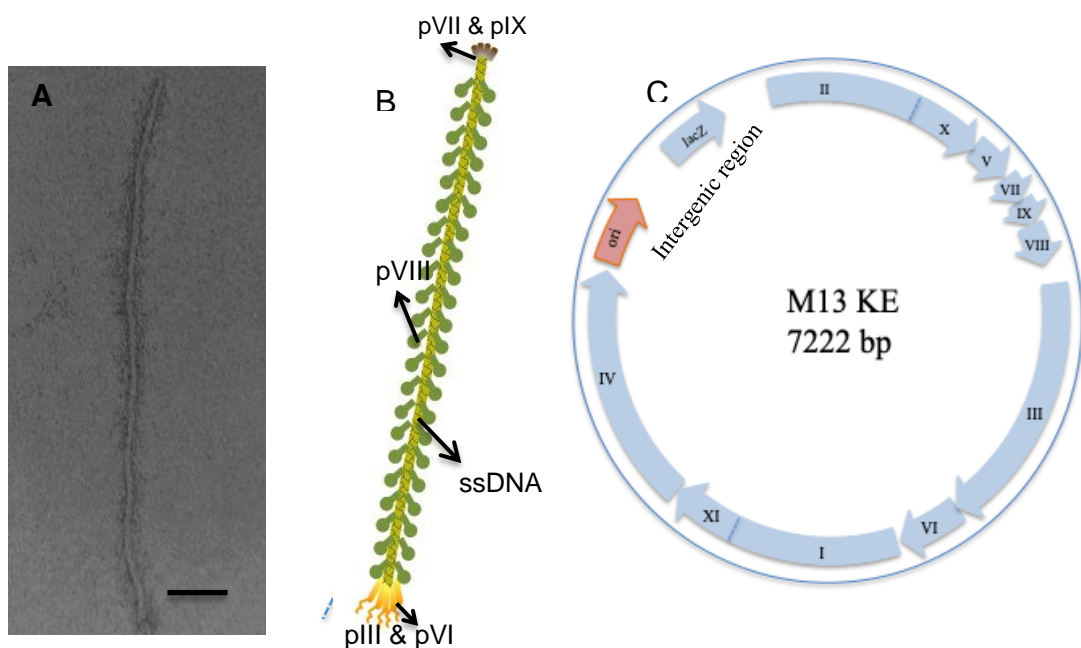 A
B
pVII & pIX
pVIII
ssDNA
pIII & pVI
C
lacZ
Intergenic region
ori
II
X
V
VII
IX
VIII
III
VI
I
XI
IV
M13 KE
7222 bp